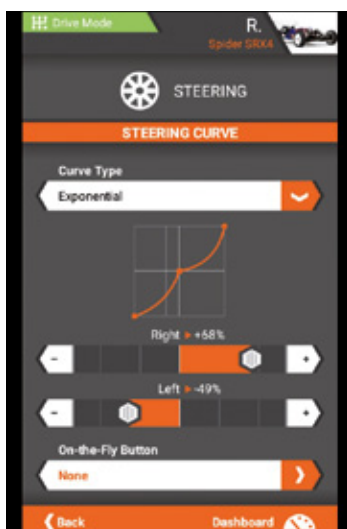 Drive Mode
R.
Spider SRX4
STEERING
STEERING CURVE
Curve Type
Exponential
Right ▸ +68%
- +
Left ▸ -49%
- +
On-the-Fly Button
None
Back Dashboard